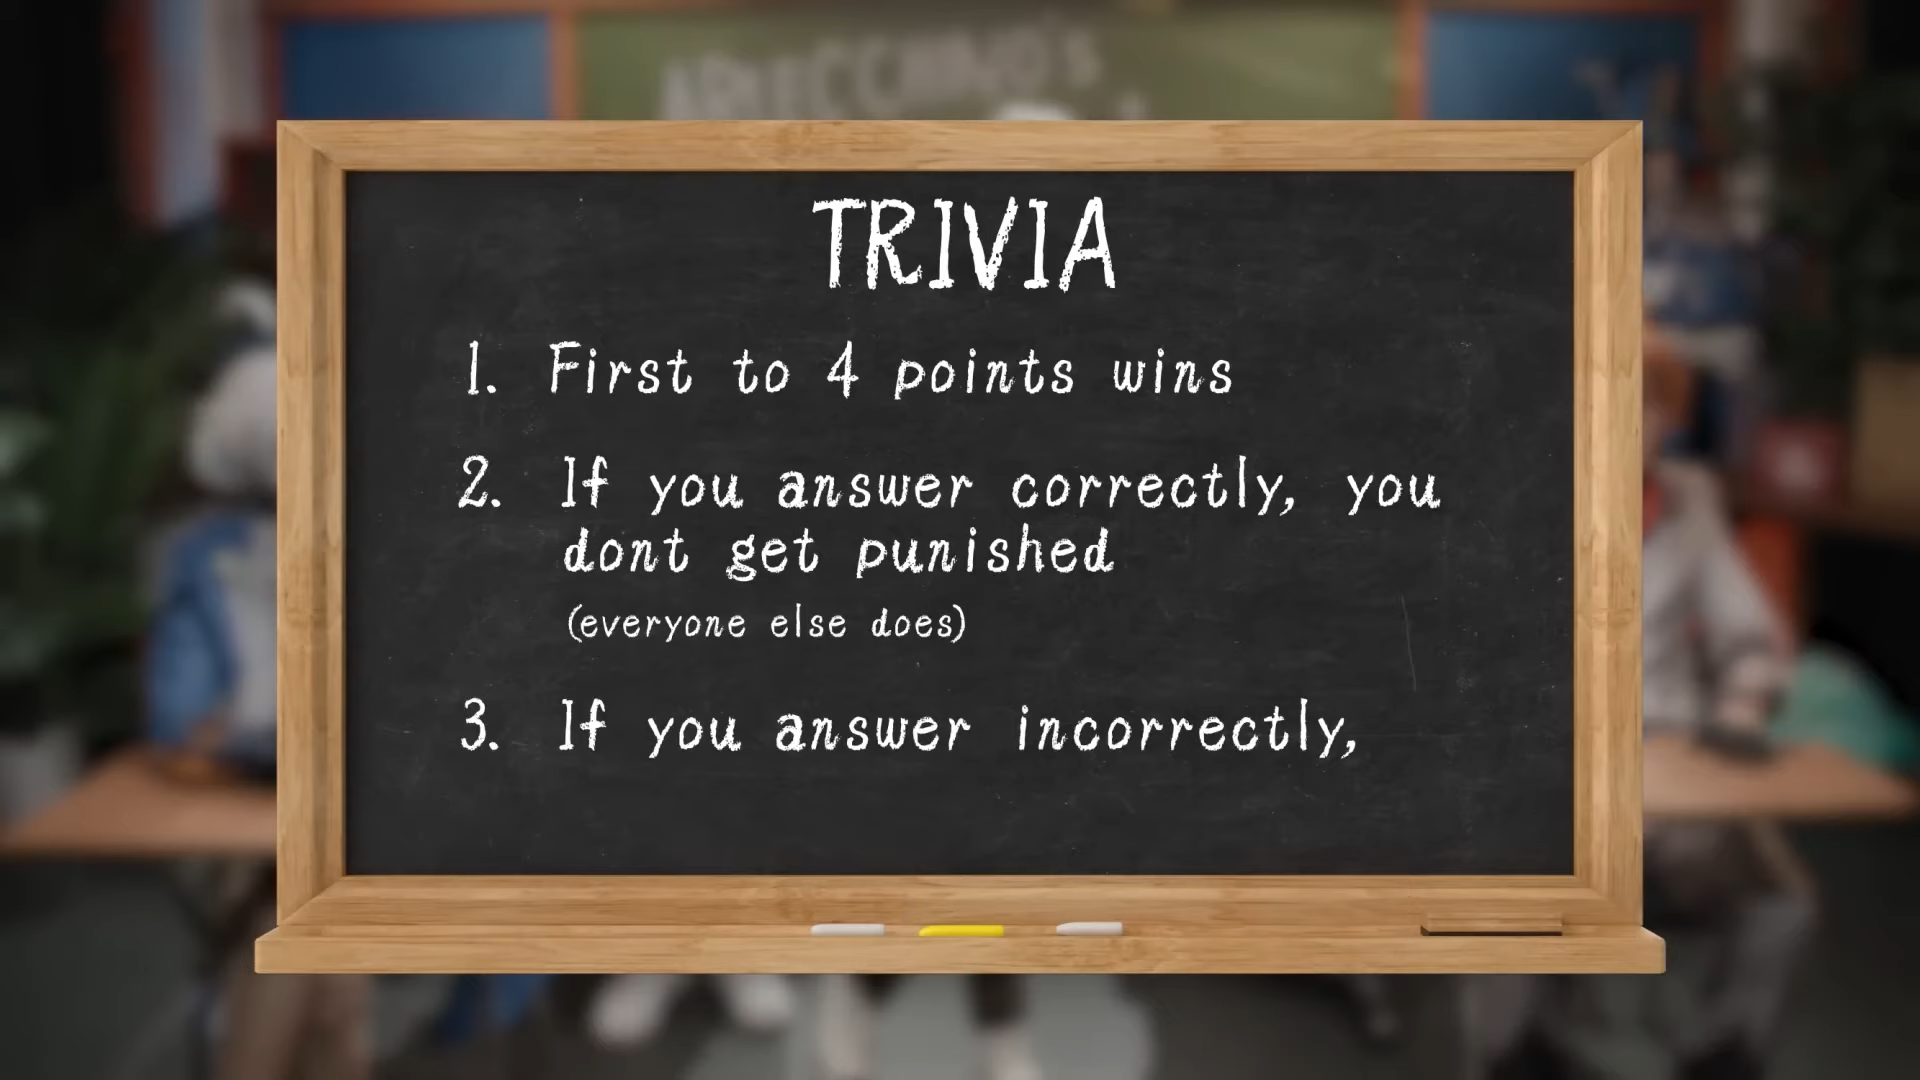 ARLECCHINO'S
TRIVIA
1. First to 4 points wins
2. If you answer correctly, you
dont get punished
(everyone else does)
3. If you answer incorrectly,